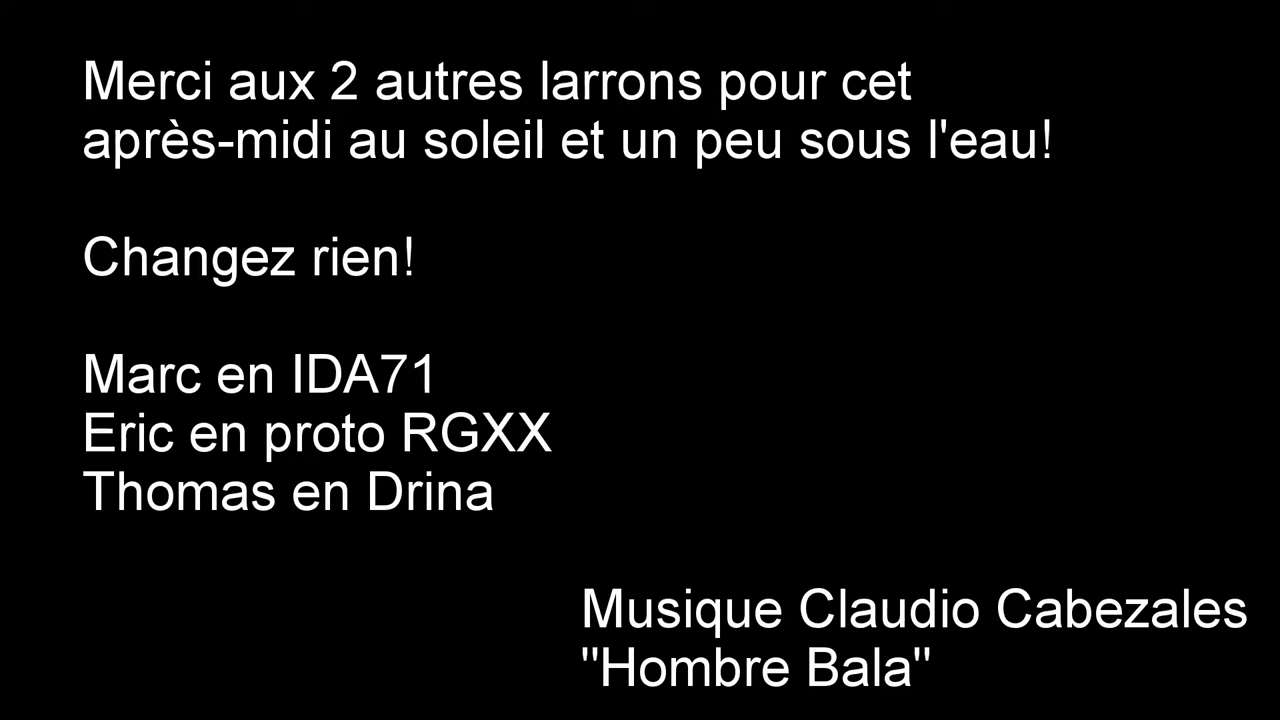 Merci aux 2 autres larrons pour cet
après-midi au soleil et un peu sous l'eau!
Changez rien!
Marc en IDA71
Eric en proto RGXX
Thomas en Drina
Musique Claudio Cabezales
"Hombre Bala"